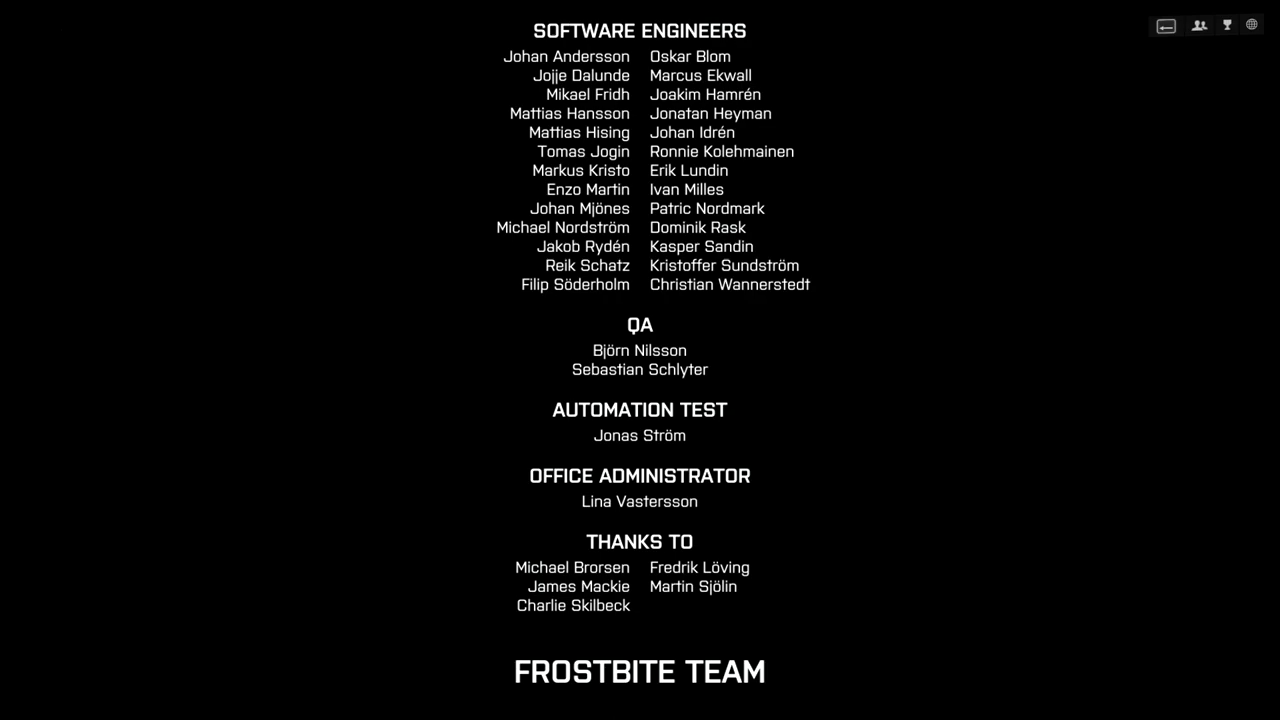 SOFTWARE ENGINEERS
Johan Andersson Oskar Blom
Jojje Dalunde Marcus Ekwall
Mikael Fridh Joakim Hamrén
Mattias Hansson Jonatan Heyman
Mattias Hising Johan Idrén
Tomas Jogin Ronnie Kolehmainen
Markus Kristo Erik Lundin
Enzo Martin Ivan Milles
Johan Mjönes Patric Nordmark
Michael Nordström Dominik Rask
Jakob Rydén Kasper Sandin
Reik Schatz Kristoffer Sundström
Filip Söderholm Christian Wannerstedt
QA
Björn Nilsson
Sebastian Schlyter
AUTOMATION TEST
Jonas Ström
OFFICE ADMINISTRATOR
Lina Vastersson
THANKS TO
Michael Brorsen Fredrik Löving
James Mackie Martin Sjölin
Charlie Skilbeck
FROSTBITE TEAM